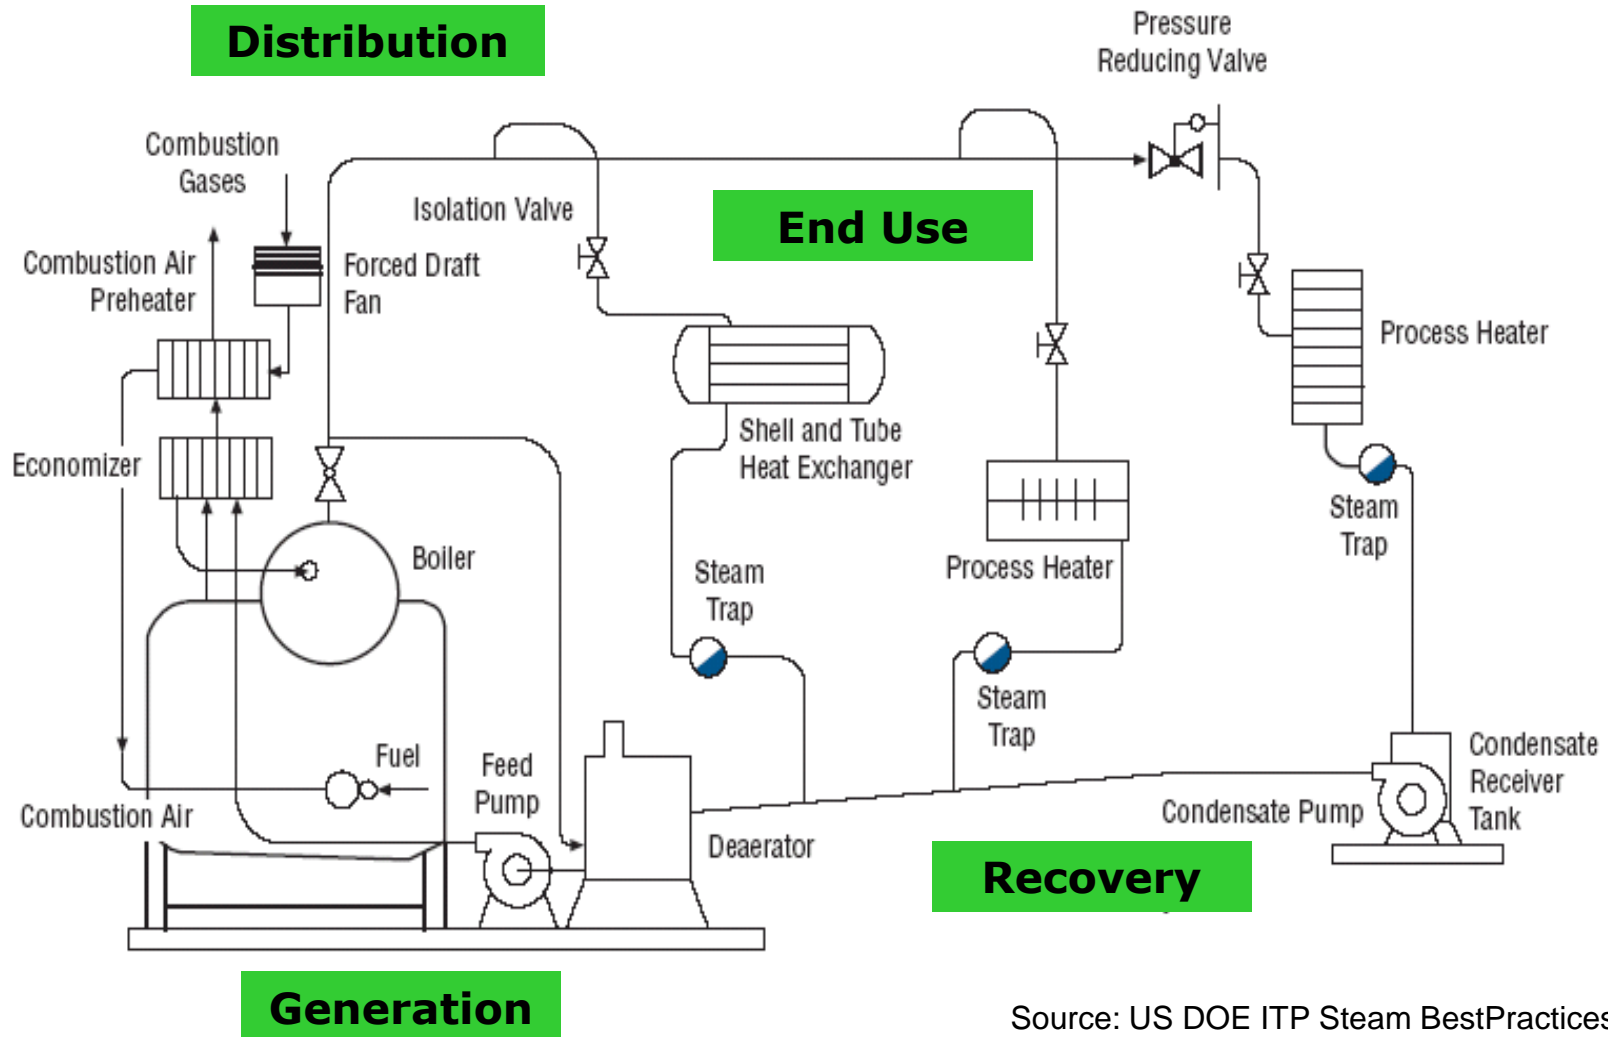 Distribution
Pressure
Reducing Valve
Combustion
Gases
Isolation Valve
End Use
Combustion Air
Preheater
Forced Draft
Fan
Process Heater
Shell and Tube
Heat Exchanger
Economizer
Steam
Trap
Boiler
Steam
Trap
Process Heater
Steam
Trap
Fuel
Feed
Pump
Condensate
Receiver
Tank
Combustion Air
Condensate Pump
Deaerator
Recovery
Generation
Source: US DOE ITP Steam BestPractices